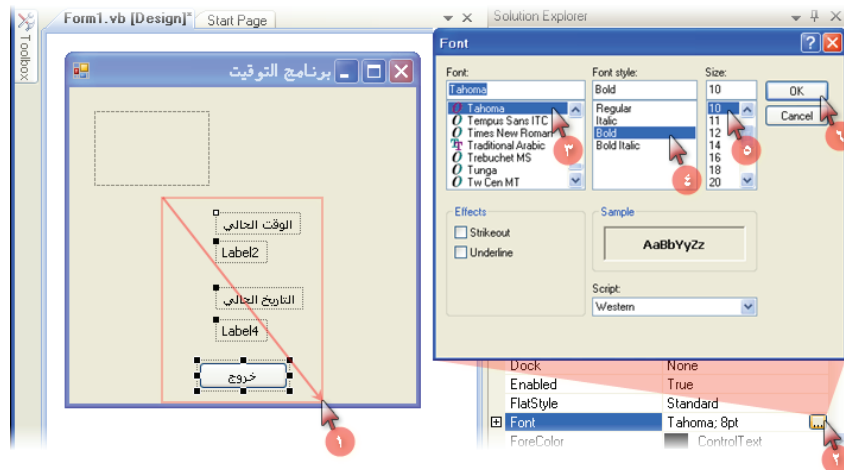 Form1.vb [Design]*
Start Page
Solution Explorer
Toolbox
برنامج التوقيت
الوقت الحالي
Label2
التاريخ الحالي
Label4
خروج
١
Font
Font:
Tahoma
Tahoma
Tempus Sans ITC
Times New Roman
Traditional Arabic
Trebuchet MS
Tunga
Tw Cen MT
٣
Font style:
Bold
Regular
Italic
Bold
Bold Italic
٤
Size:
10
10
11
12
14
16
18
20
٥
OK
Cancel
٦
Effects
Strikeout
Underline
Sample
AaBbYyZz
Script:
Western
Dock None
Enabled True
FlatStyle Standard
Font Tahoma; 8pt
ForeColor ControlText
٢